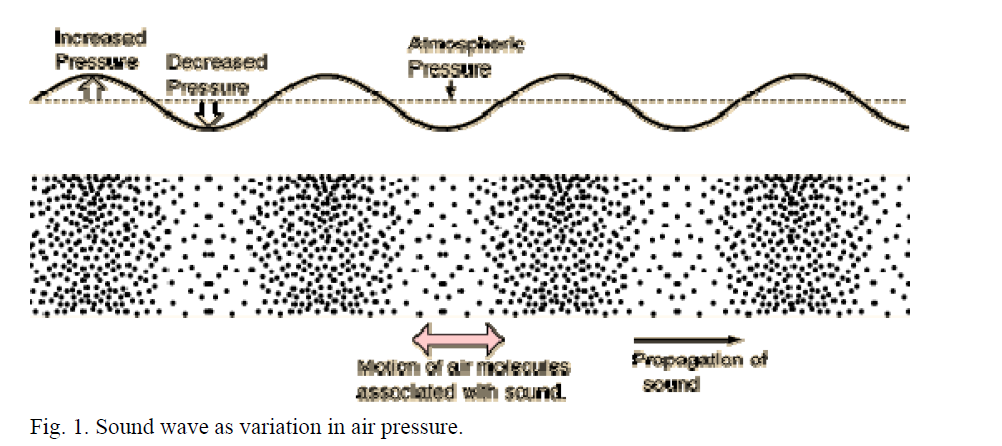 Increased
Pressure
Decreased
Pressure
Atmospheric
Pressure
Motion of air molecules
associated with sound.
Propagation of
sound
Fig. 1. Sound wave as variation in air pressure.